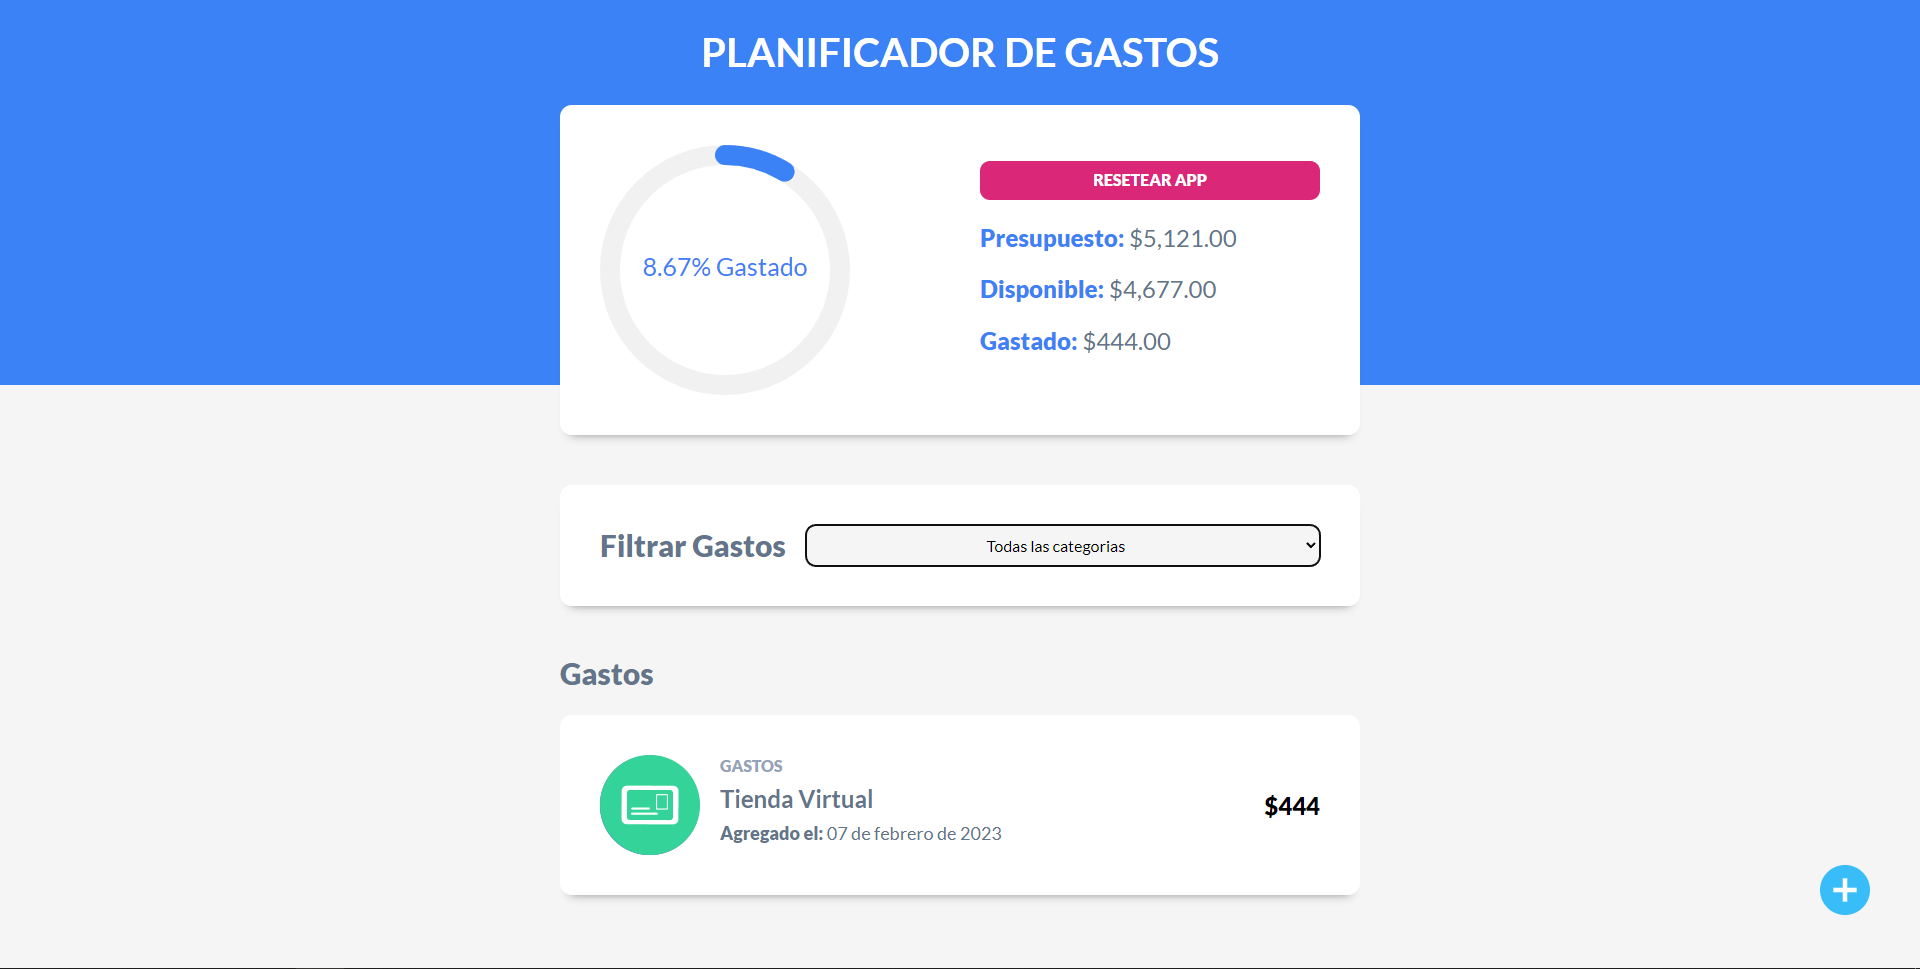 PLANIFICADOR DE GASTOS
8.67% Gastado
RESETEAR APP
Presupuesto: $5,121.00
Disponible: $4,677.00
Gastado: $444.00
Filtrar Gastos
Todas las categorias
Gastos
GASTOS
Tienda Virtual
Agregado el: 07 de febrero de 2023
$444